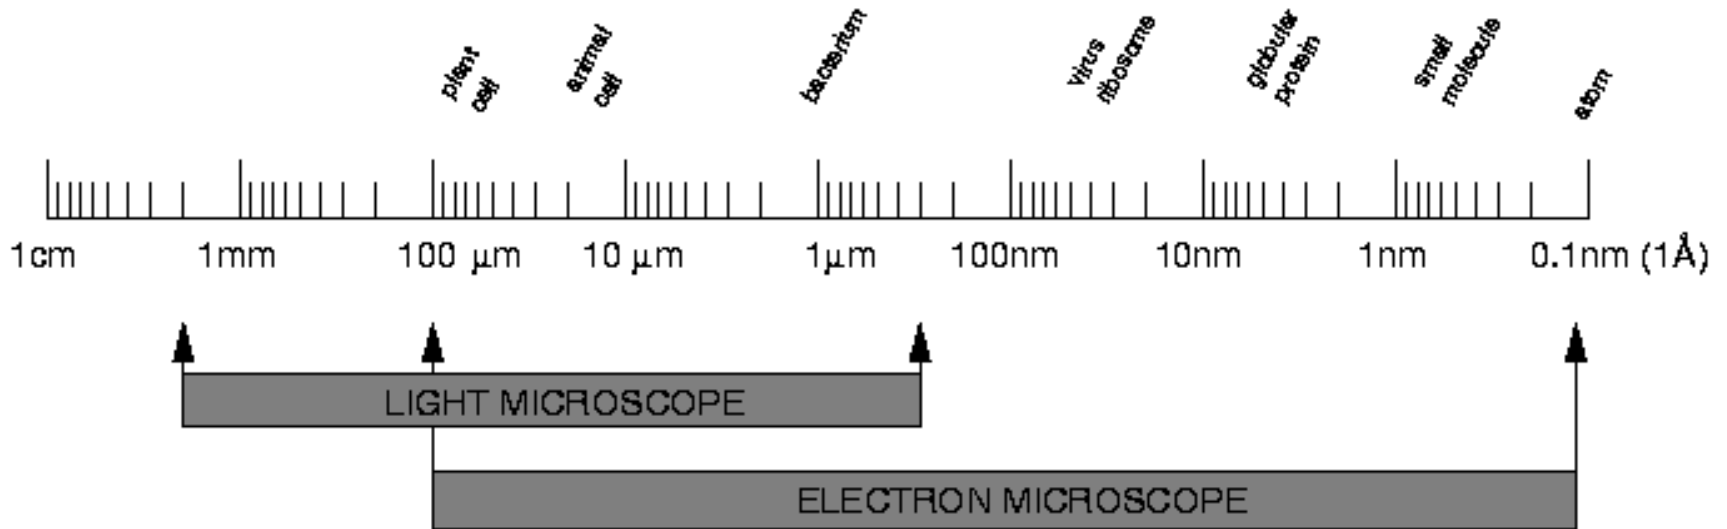 plant
cell
animal
cell
bacterium
virus
ribosome
globular
protein
small
molecule
atom
1cm 1mm 100 μm 10 μm 1μm 100nm 10nm 1nm 0.1nm (1Å)
LIGHT MICROSCOPE
ELECTRON MICROSCOPE